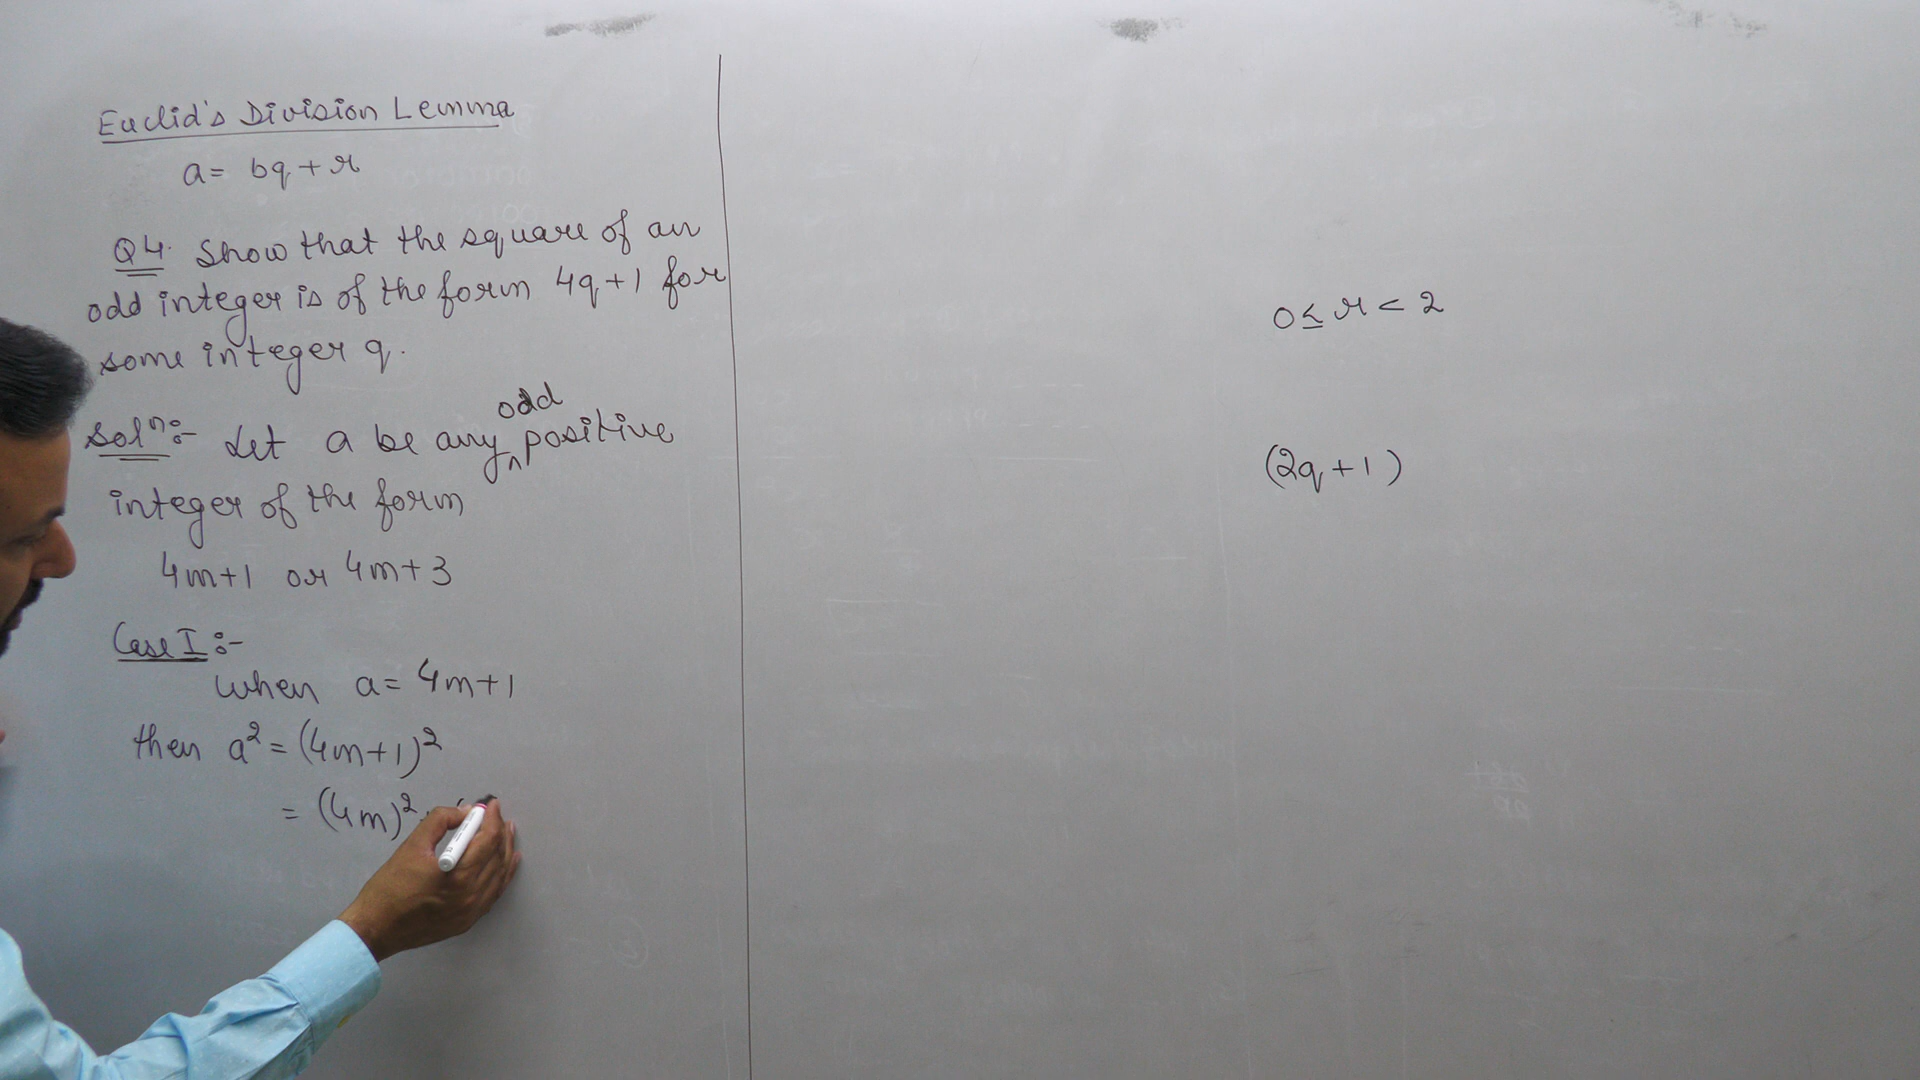 Euclid's Division Lemma
a = bq + r
Q4. Show that the square of an
odd integer is of the form 4q+1 for
some integer q.
odd
Solⁿ:- Let a be any ^ positive
integer of the form
4m+1 or 4m+3
Case I :-
When a = 4m+1
then a² = (4m+1)²
= (4m)²
0 ≤ r < 2
(2q+1)